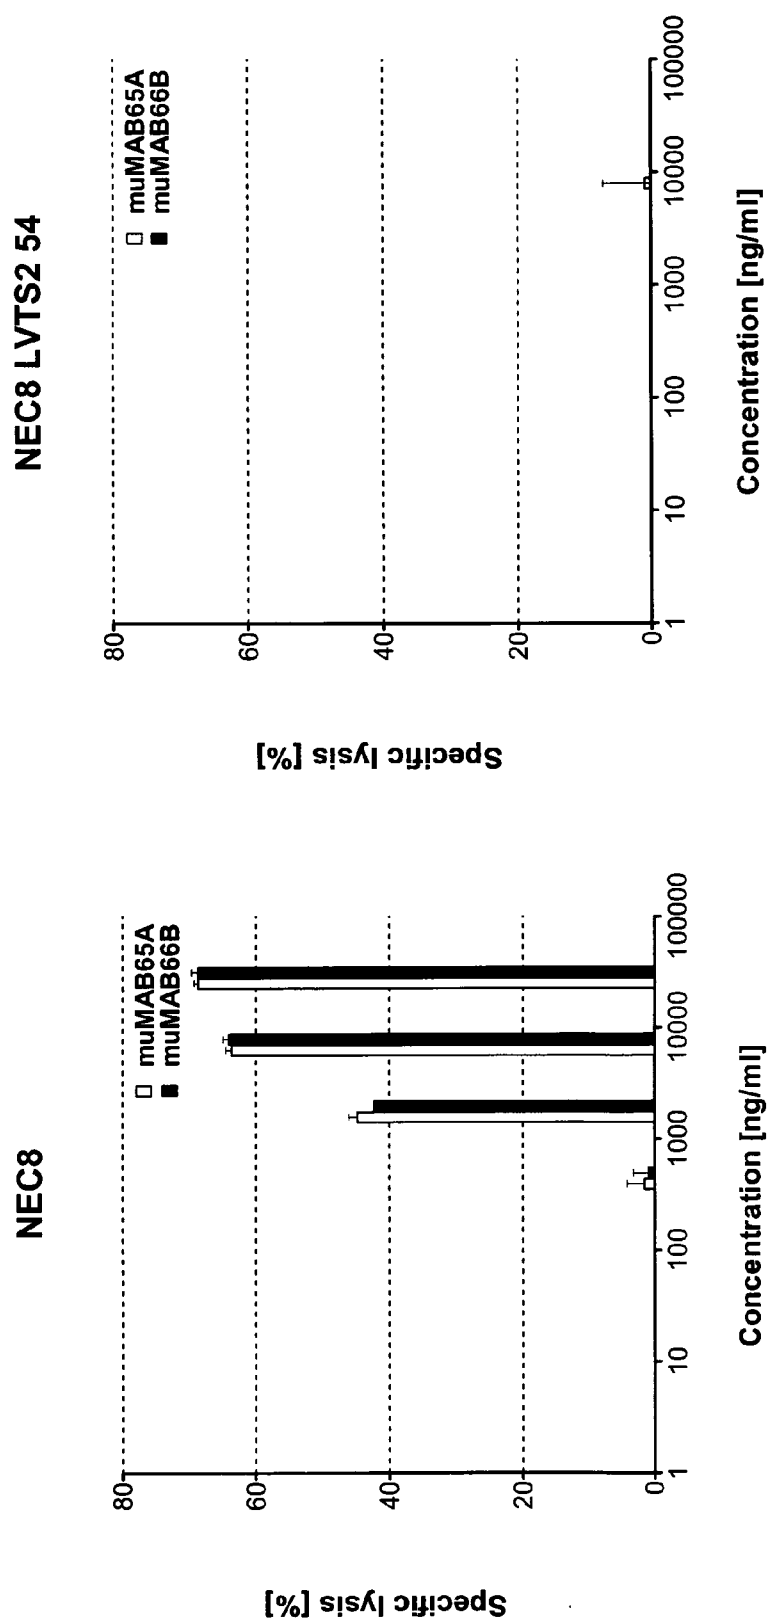 NEC8
Specific lysis [%]
80
60
40
20
0
muMAB65A
muMAB66B
1
10
100
1000
10000
100000
Concentration [ng/ml]
NEC8 LVTS2 54
Specific lysis [%]
80
60
40
20
0
muMAB65A
muMAB66B
1
10
100
1000
10000
100000
Concentration [ng/ml]